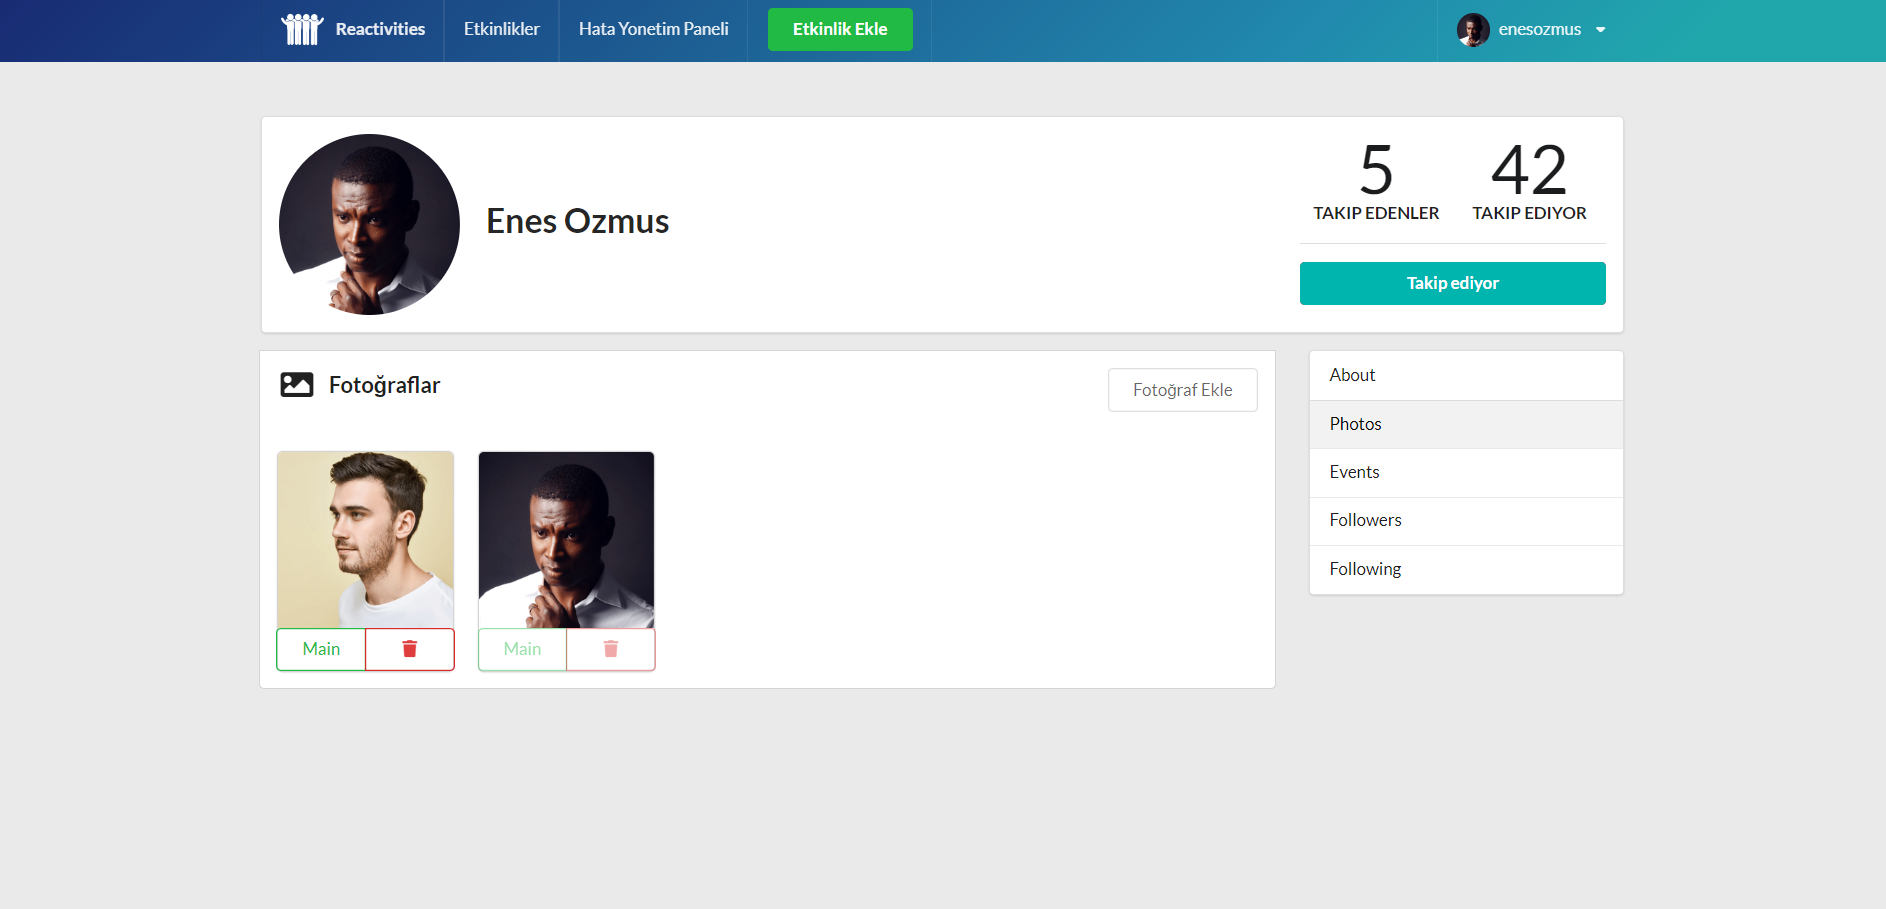 Reactivities
Etkinlikler
Hata Yonetim Paneli
Etkinlik Ekle
enesozmus
Enes Ozmus
5
TAKIP EDENLER
42
TAKIP EDIYOR
Takip ediyor
Fotoğraflar
Fotoğraf Ekle
Main
Main
About
Photos
Events
Followers
Following